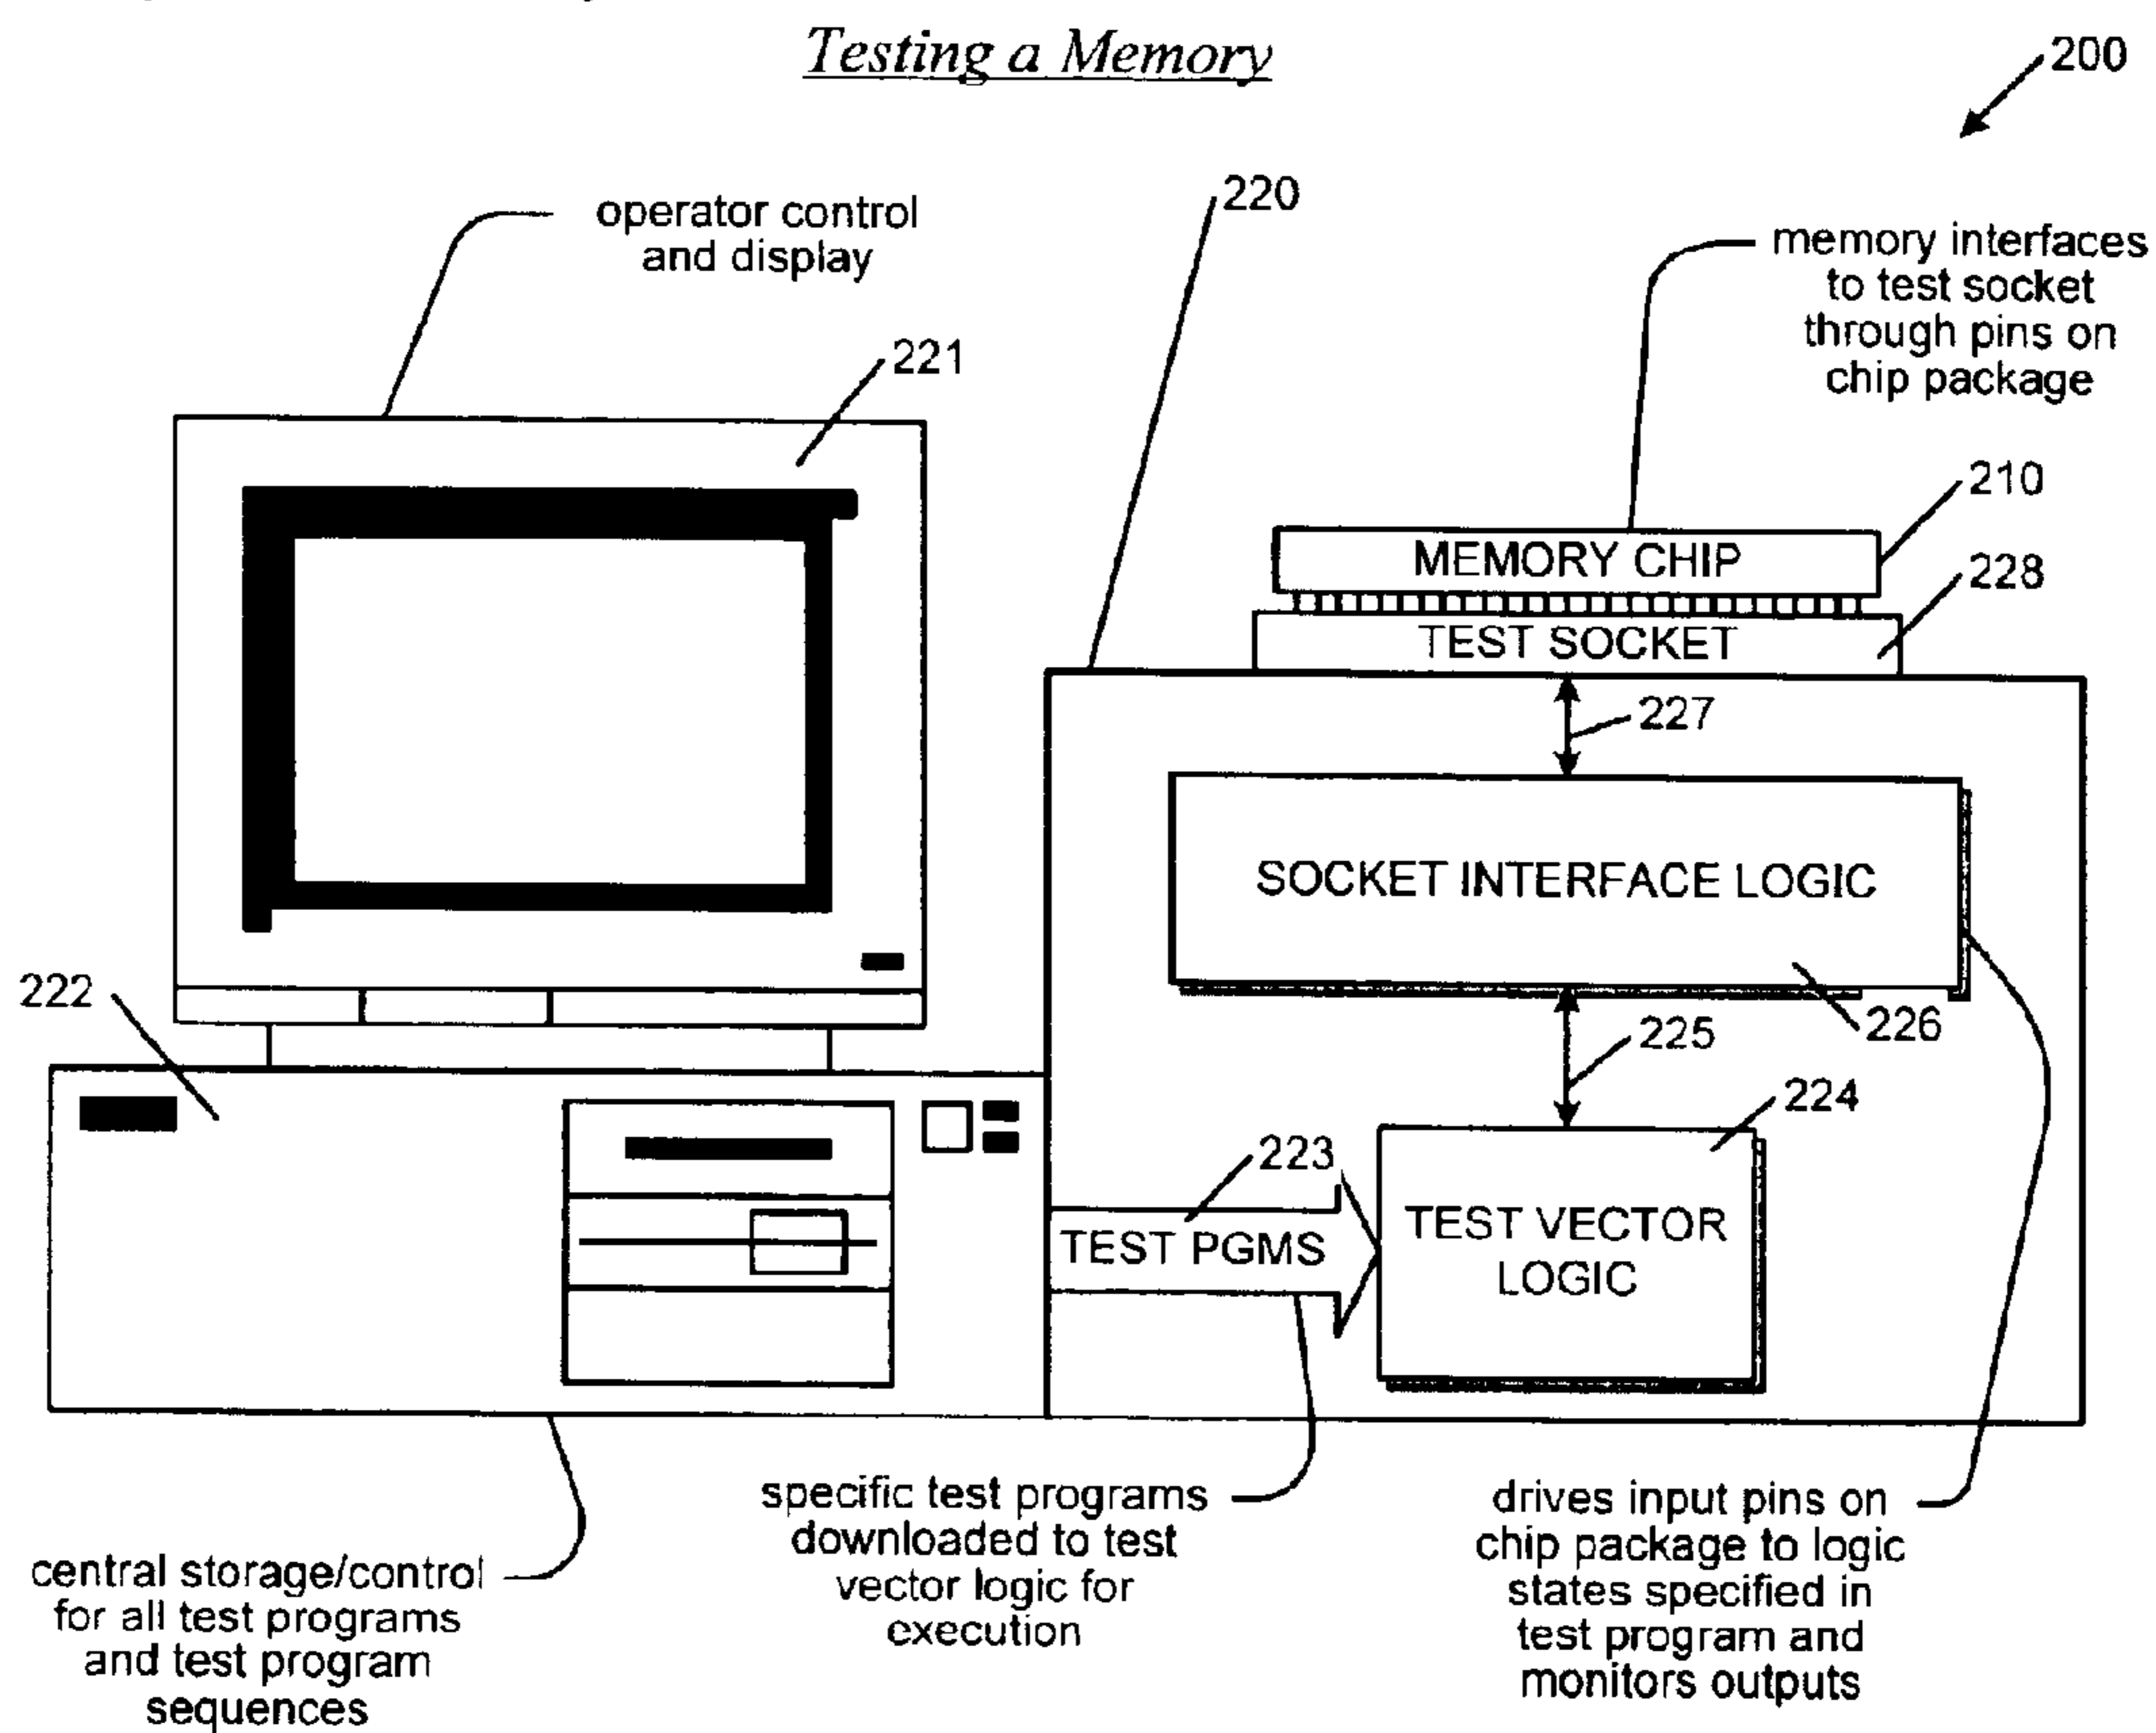 Testing a Memory
200
220
operator control
and display
memory interfaces
to test socket
through pins on
chip package
221
210
MEMORY CHIP
228
TEST SOCKET
227
SOCKET INTERFACE LOGIC
222
226
225
224
223
TEST PGMS
TEST VECTOR
LOGIC
specific test programs
downloaded to test
vector logic for
execution
drives input pins on
chip package to logic
states specified in
test program and
monitors outputs
central storage/control
for all test programs
and test program
sequences